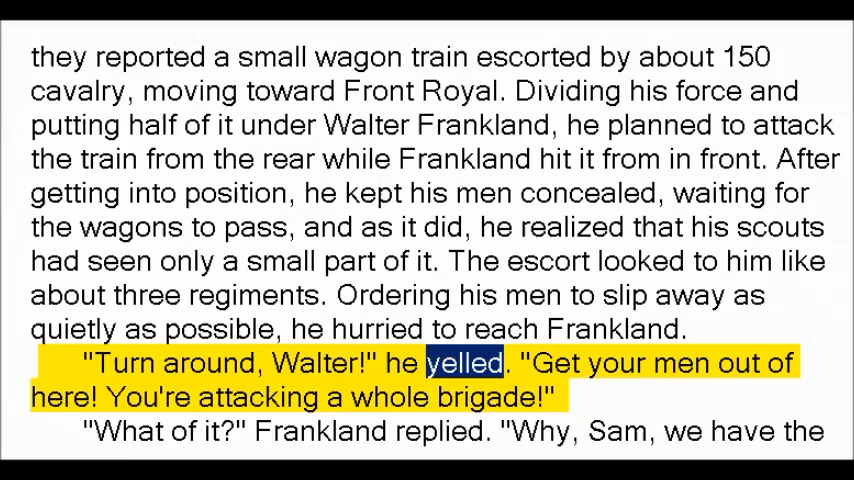 they reported a small wagon train escorted by about 150
cavalry, moving toward Front Royal. Dividing his force and
putting half of it under Walter Frankland, he planned to attack
the train from the rear while Frankland hit it from in front. After
getting into position, he kept his men concealed, waiting for
the wagons to pass, and as it did, he realized that his scouts
had seen only a small part of it. The escort looked to him like
about three regiments. Ordering his men to slip away as
quietly as possible, he hurried to reach Frankland.
"Turn around, Walter!" he yelled. "Get your men out of
here! You're attacking a whole brigade!"
"What of it?" Frankland replied. "Why, Sam, we have the